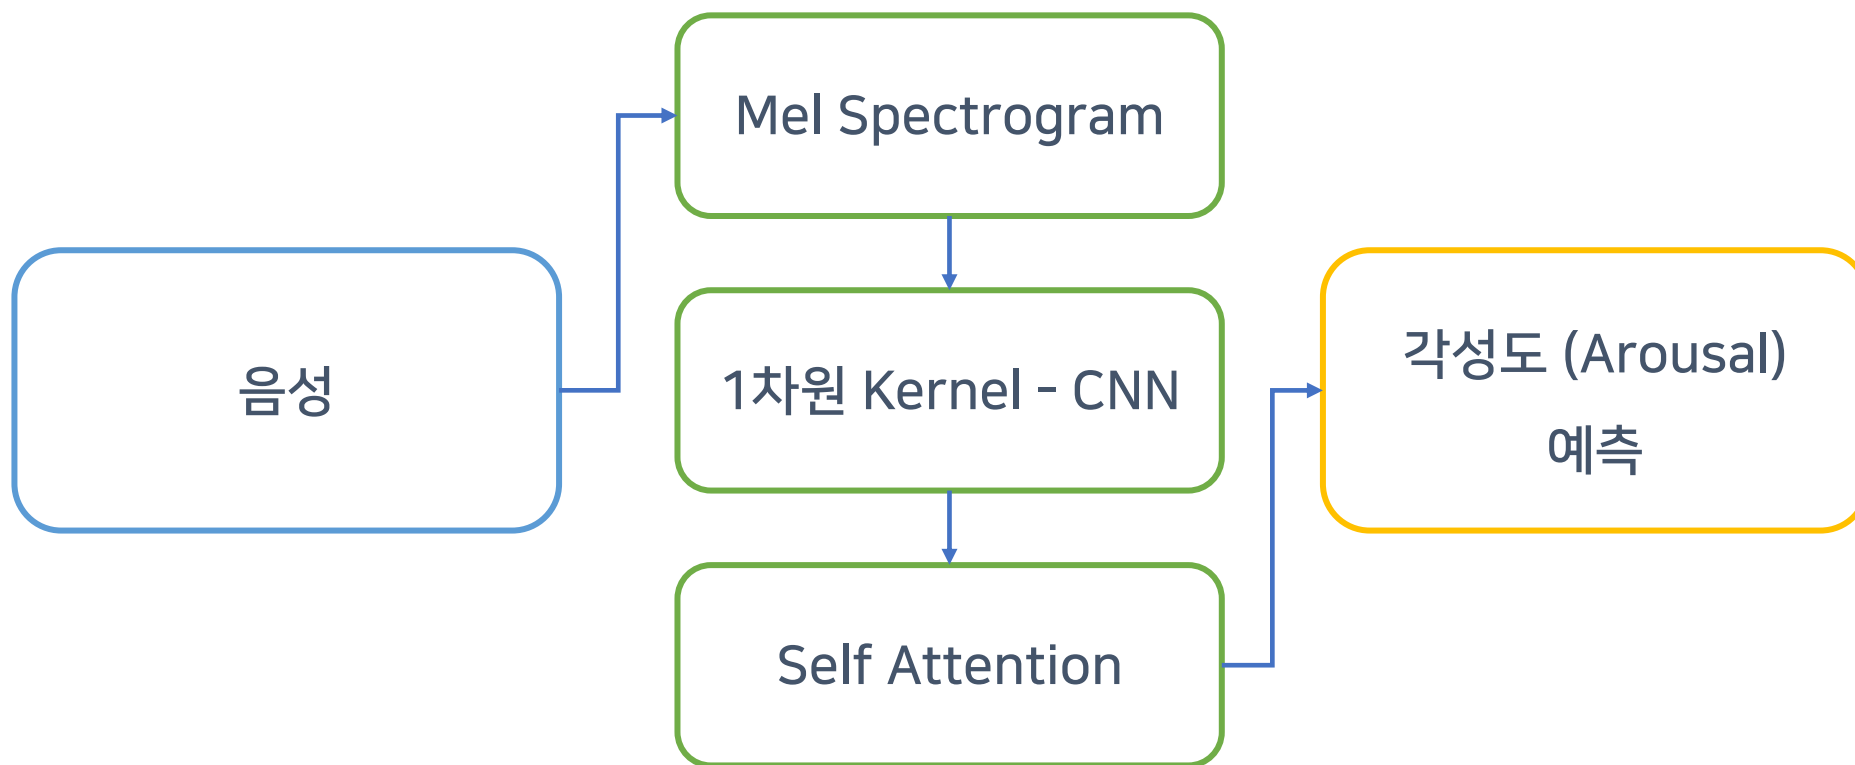 음성
Mel Spectrogram
1차원 Kernel - CNN
Self Attention
각성도 (Arousal)
예측